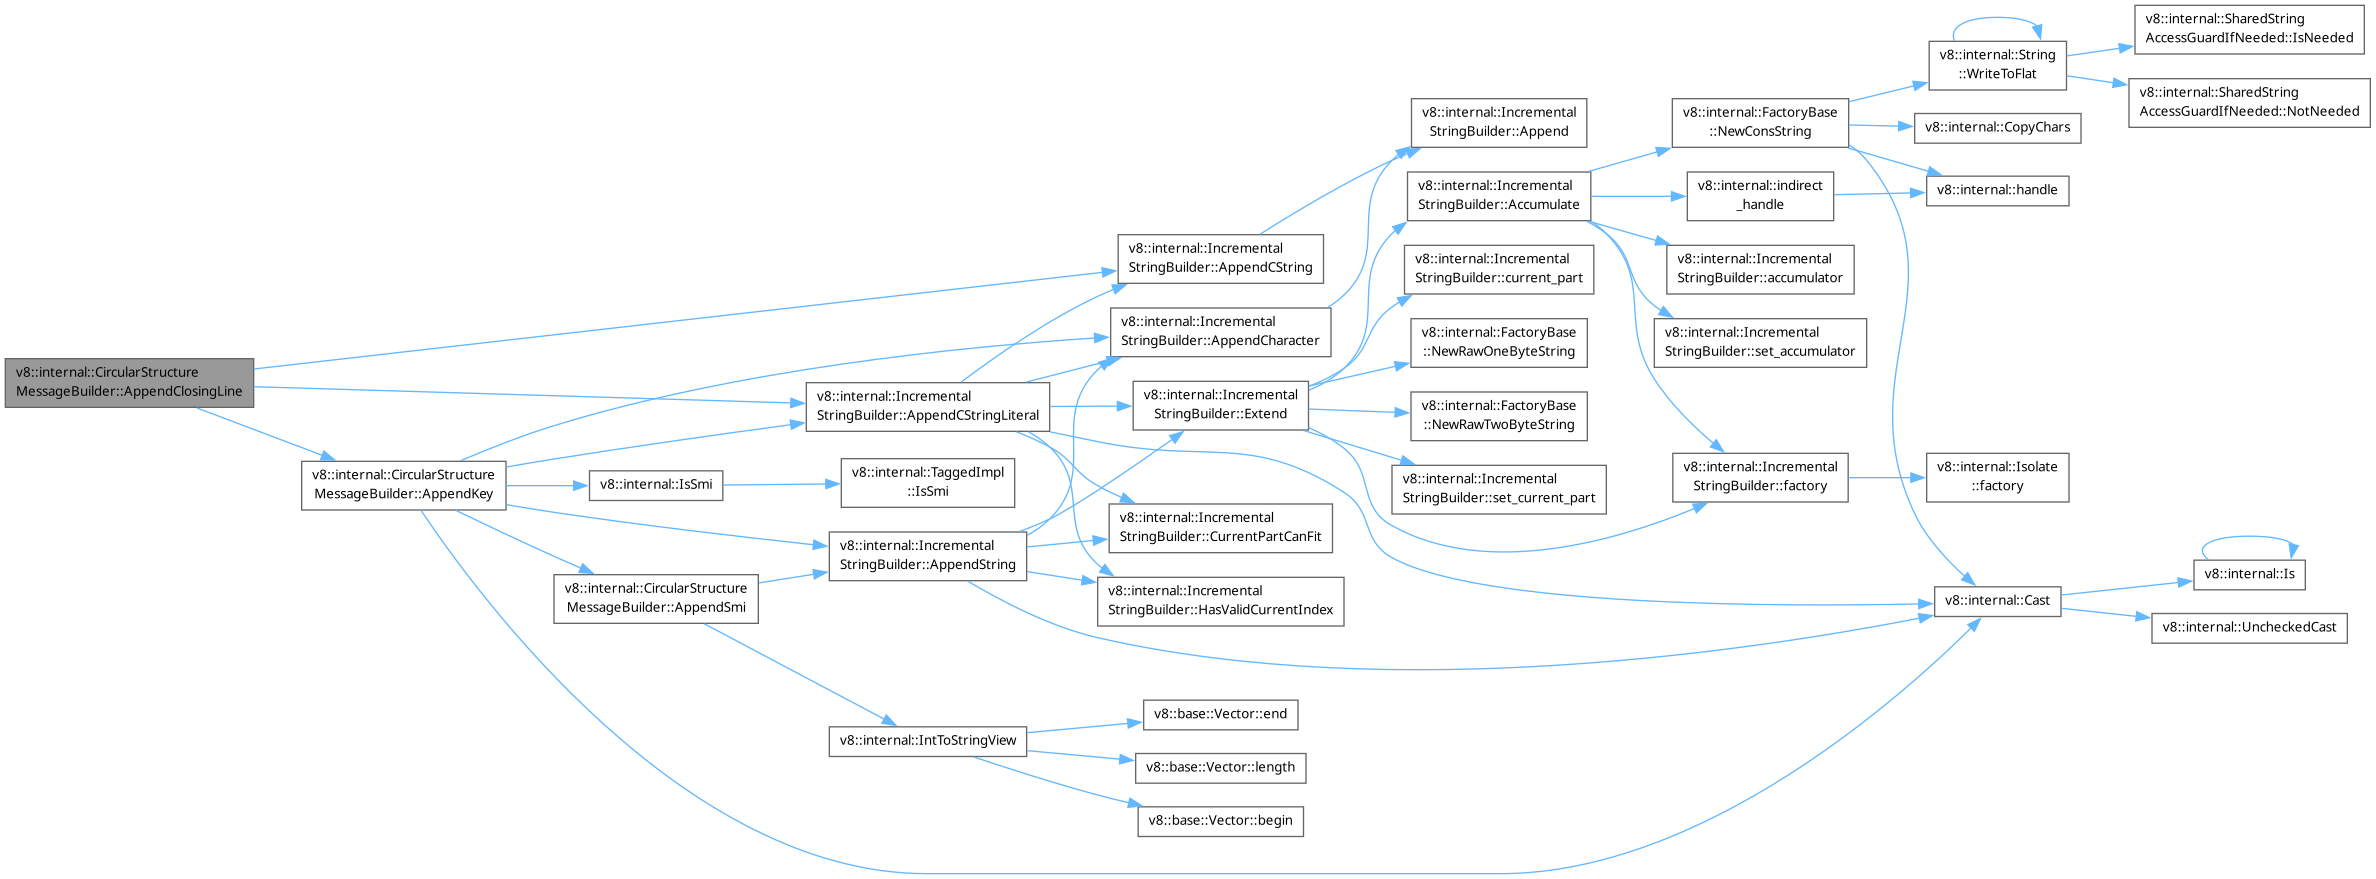 v8::internal::CircularStructure
MessageBuilder::AppendClosingLine
v8::internal::CircularStructure
MessageBuilder::AppendKey
v8::internal::IsSmi
v8::internal::CircularStructure
MessageBuilder::AppendSmi
v8::internal::Incremental
StringBuilder::AppendCStringLiteral
v8::internal::TaggedImpl
::IsSmi
v8::internal::Incremental
StringBuilder::AppendString
v8::internal::IntToStringView
v8::internal::Incremental
StringBuilder::AppendCString
v8::internal::Incremental
StringBuilder::AppendCharacter
v8::internal::Incremental
StringBuilder::Extend
v8::internal::Incremental
StringBuilder::CurrentPartCanFit
v8::internal::Incremental
StringBuilder::HasValidCurrentIndex
v8::base::Vector::end
v8::base::Vector::length
v8::base::Vector::begin
v8::internal::Incremental
StringBuilder::Append
v8::internal::Incremental
StringBuilder::Accumulate
v8::internal::Incremental
StringBuilder::current_part
v8::internal::FactoryBase
::NewRawOneByteString
v8::internal::FactoryBase
::NewRawTwoByteString
v8::internal::Incremental
StringBuilder::set_current_part
v8::internal::FactoryBase
::NewConsString
v8::internal::indirect
_handle
v8::internal::Incremental
StringBuilder::accumulator
v8::internal::Incremental
StringBuilder::set_accumulator
v8::internal::Incremental
StringBuilder::factory
v8::internal::String
::WriteToFlat
v8::internal::CopyChars
v8::internal::handle
v8::internal::Isolate
::factory
v8::internal::Cast
v8::internal::SharedString
AccessGuardIfNeeded::IsNeeded
v8::internal::SharedString
AccessGuardIfNeeded::NotNeeded
v8::internal::Is
v8::internal::UncheckedCast